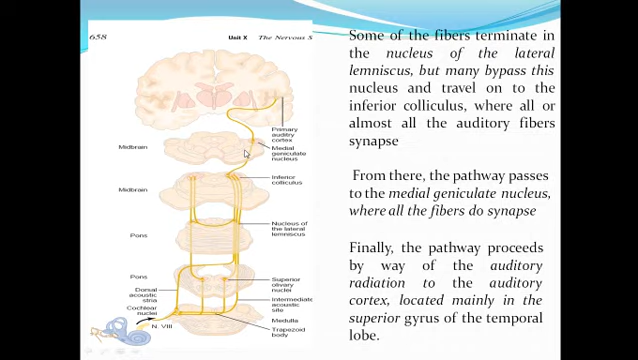 658 Unit X The Nervous S
Primary
auditry
cortex
Midbrain
Medial
geniculate
nucleus
Midbrain
Inferior
colliculus
Pons
Nucleus of
the lateral
lemniscus
Pons
Superior
olivary
nuclei
Dorsal
acoustic
stria
Intermediate
acoustic
Cochlear
nuclei
Medulla
N. VIII
Trapezoid
body
Some of the fibers terminate in
the nucleus of the lateral
lemniscus, but many bypass this
nucleus and travel on to the
inferior colliculus, where all or
almost all the auditory fibers
synapse
From there, the pathway passes
to the medial geniculate nucleus,
where all the fibers do synapse
Finally, the pathway proceeds
by way of the auditory
radiation to the auditory
cortex, located mainly in the
superior gyrus of the temporal
lobe.